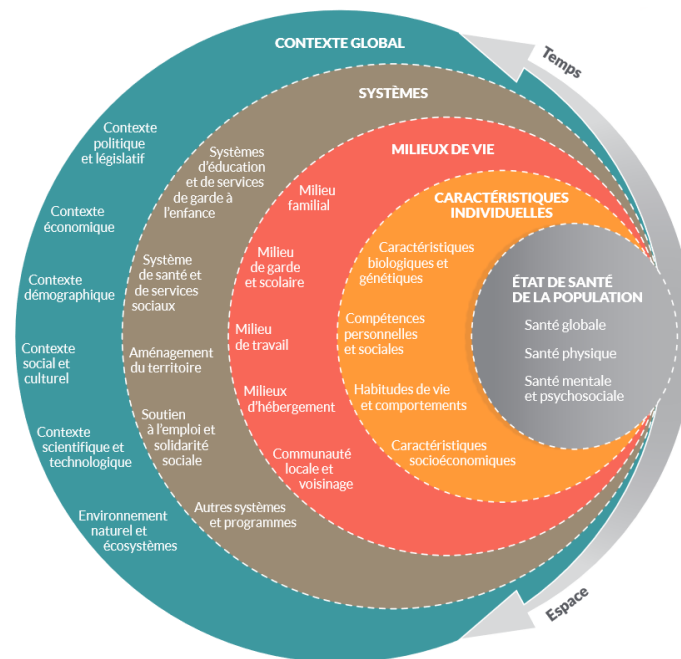 CONTEXTE GLOBAL
Temps
SYSTÈMES
Contexte
politique
et législatif
Contexte
économique
Contexte
démographique
Contexte
social et
culturel
Contexte
scientifique et
technologique
Environnement
naturel et
écosystèmes
Systèmes
d'éducation
et de services
de garde à
l'enfance
Système
de santé et
de services
sociaux
Aménagement
du territoire
Soutien
à l'emploi et
solidarité
sociale
Autres systèmes
et programmes
MILIEUX DE VIE
Milieu
familial
Milieu
de garde
et scolaire
Milieu
de travail
Milieux
d'hébergement
Communauté
locale et
voisinage
CARACTÉRISTIQUES
INDIVIDUELLES
Caractéristiques
biologiques et
génétiques
Compétences
personnelles
et sociales
Habitudes de vie
et comportements
Caractéristiques
socioéconomiques
ÉTAT DE SANTÉ
DE LA POPULATION
Santé globale
Santé physique
Santé mentale
et psychosociale
Espace